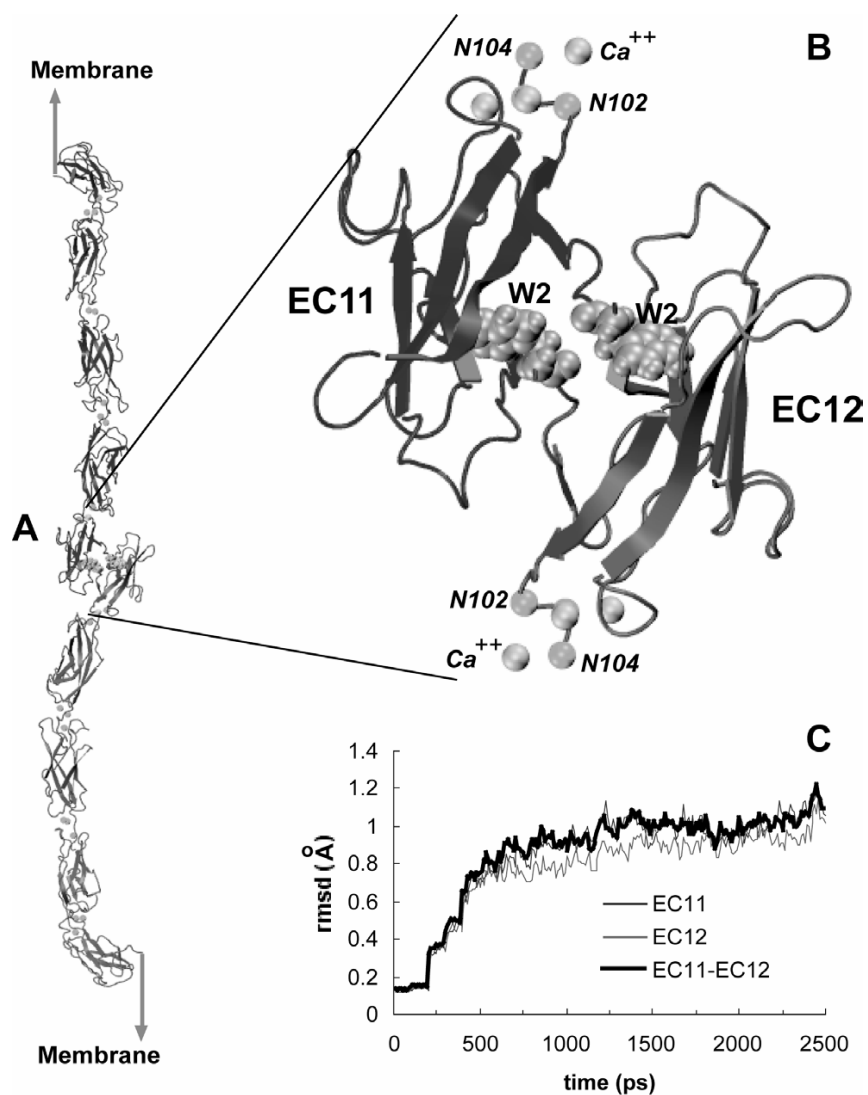 Membrane
A
Membrane
B
N104
Ca++
N102
EC11
W2
W2
EC12
N102
Ca++
N104
C
rmsd (Å)
1.4
1.2
1
0.8
0.6
0.4
0.2
0
EC11
EC12
EC11-EC12
0 500 1000 1500 2000 2500
time (ps)